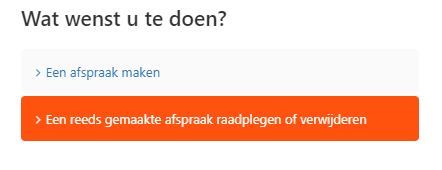 Wat wenst u te doen?
> Een afspraak maken
> Een reeds gemaakte afspraak raadplegen of verwijderen